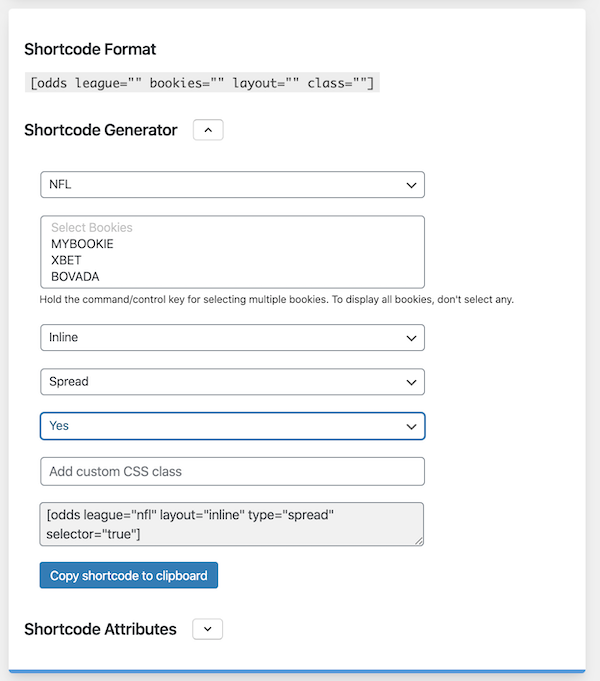 Shortcode Format
[odds league="" bookies="" layout="" class=""]
Shortcode Generator
NFL
Select Bookies
MYBOOKIE
XBET
BOVADA
Hold the command/control key for selecting multiple bookies. To display all bookies, don't select any.
Inline
Spread
Yes
Add custom CSS class
[odds league="nfl" layout="inline" type="spread"
selector="true"]
Copy shortcode to clipboard
Shortcode Attributes